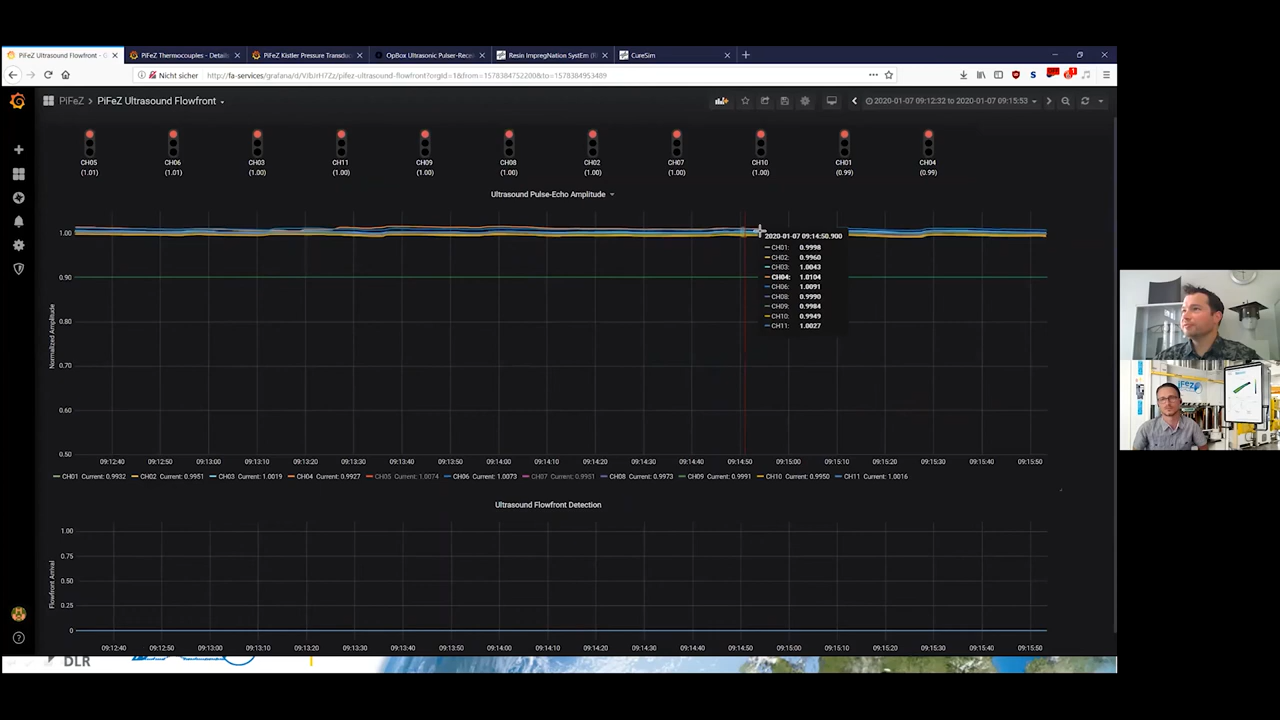 PiFeZ Ultrasound Flowfront - G
PiFeZ Thermocouples - Detail
PiFeZ Kistler Pressure Transdu
OpBox Ultrasonic Pulser-Rece
Resin ImpregNation SystEm (
CureSim
Nicht sicher
PiFeZ > PiFeZ Ultrasound Flowfront
2020-01-07 09:12:32 to 2020-01-07 09:15:53
CH05 CH06 CH03 CH11 CH09 CH08 CH02 CH07 CH10 CH01 CH04
(1.01) (1.01) (1.00) (1.00) (1.00) (1.00) (1.00) (1.00) (1.00) (0.99) (0.99)
Ultrasound Pulse-Echo Amplitude
Normalized Amplitude
1.00
0.90
0.80
0.70
0.60
0.50
2020-01-07 09:14:50.900
CH01: 0.9998
CH02: 0.9960
CH03: 1.0043
CH04: 1.0104
CH06: 1.0091
CH08: 0.9990
CH09: 0.9984
CH10: 0.9949
CH11: 1.0027
09:12:40 09:12:50 09:13:00 09:13:10 09:13:20 09:13:30 09:13:40 09:13:50 09:14:00 09:14:10 09:14:20 09:14:30 09:14:40 09:14:50 09:15:00 09:15:10 09:15:20 09:15:30 09:15:40 09:15:50
CH01 Current: 0.9932 CH02 Current: 0.9951 CH03 Current: 1.0019 CH04 Current: 0.9927 CH05 Current: 1.0074 CH06 Current: 1.0073 CH07 Current: 0.9951 CH08 Current: 0.9973 CH09 Current: 0.9991 CH10 Current: 0.9950 CH11 Current: 1.0016
Ultrasound Flowfront Detection
Flowfront Arrival
1.00
0.75
0.50
0.25
0
09:12:40 09:12:50 09:13:00 09:13:10 09:13:20 09:13:30 09:13:40 09:13:50 09:14:00 09:14:10 09:14:20 09:14:30 09:14:40 09:14:50 09:15:00 09:15:10 09:15:20 09:15:30 09:15:40 09:15:50
DLR